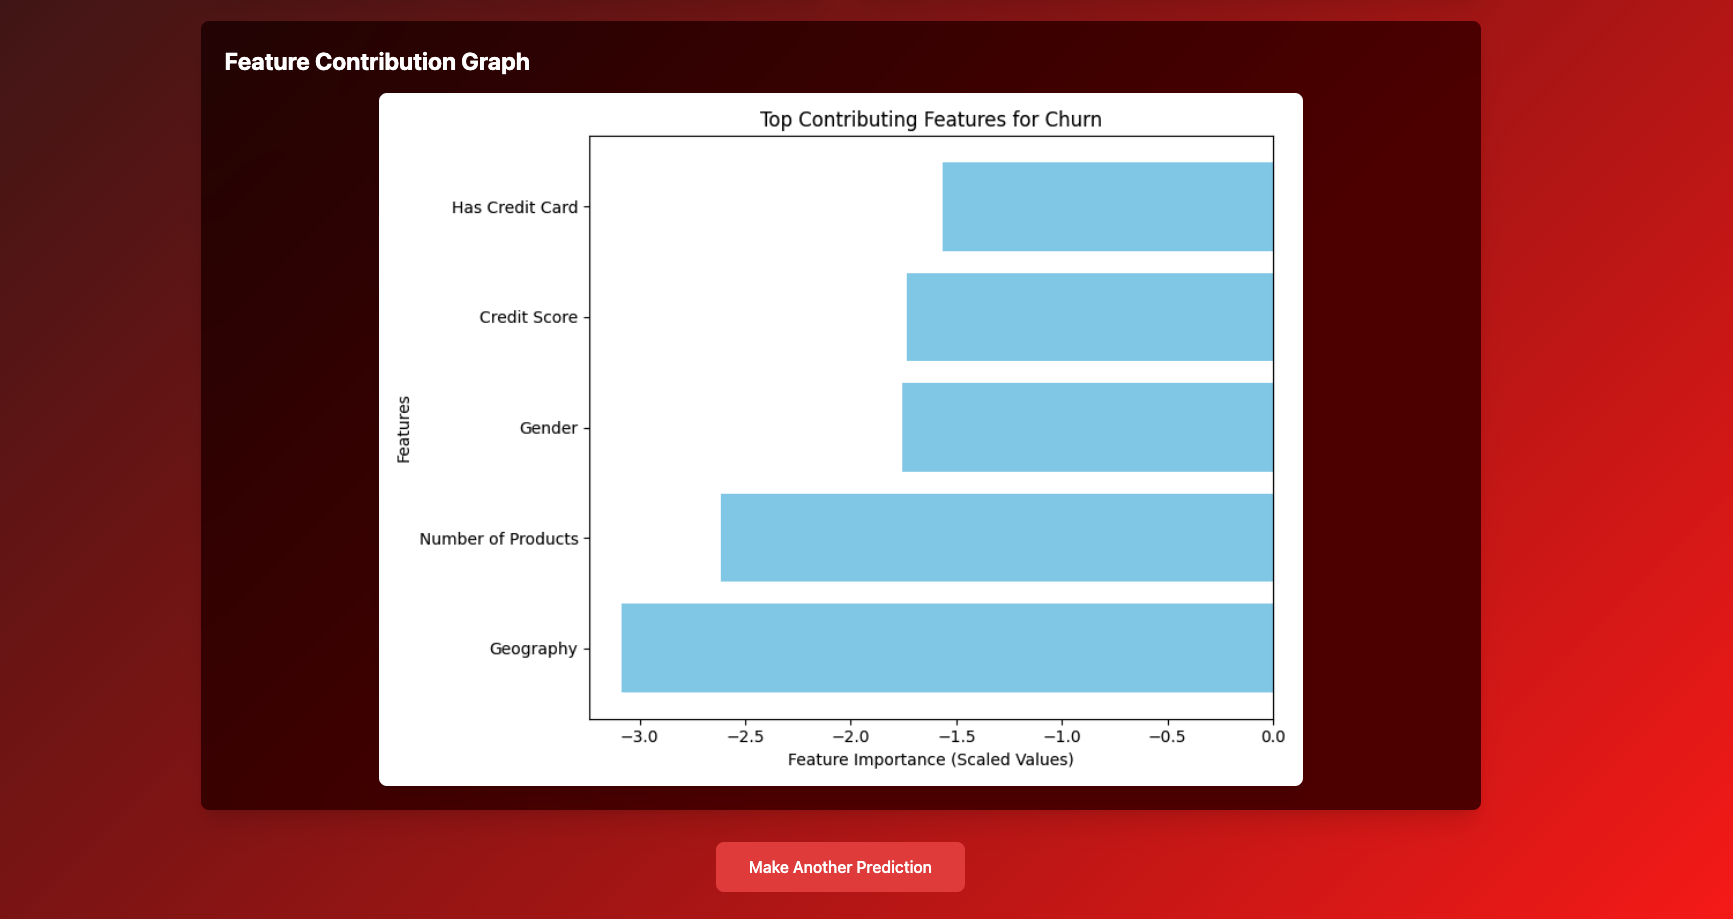 Feature Contribution Graph
Top Contributing Features for Churn
Has Credit Card
Credit Score
Gender
Number of Products
Geography
Features
−3.0 −2.5 −2.0 −1.5 −1.0 −0.5 0.0
Feature Importance (Scaled Values)
Make Another Prediction